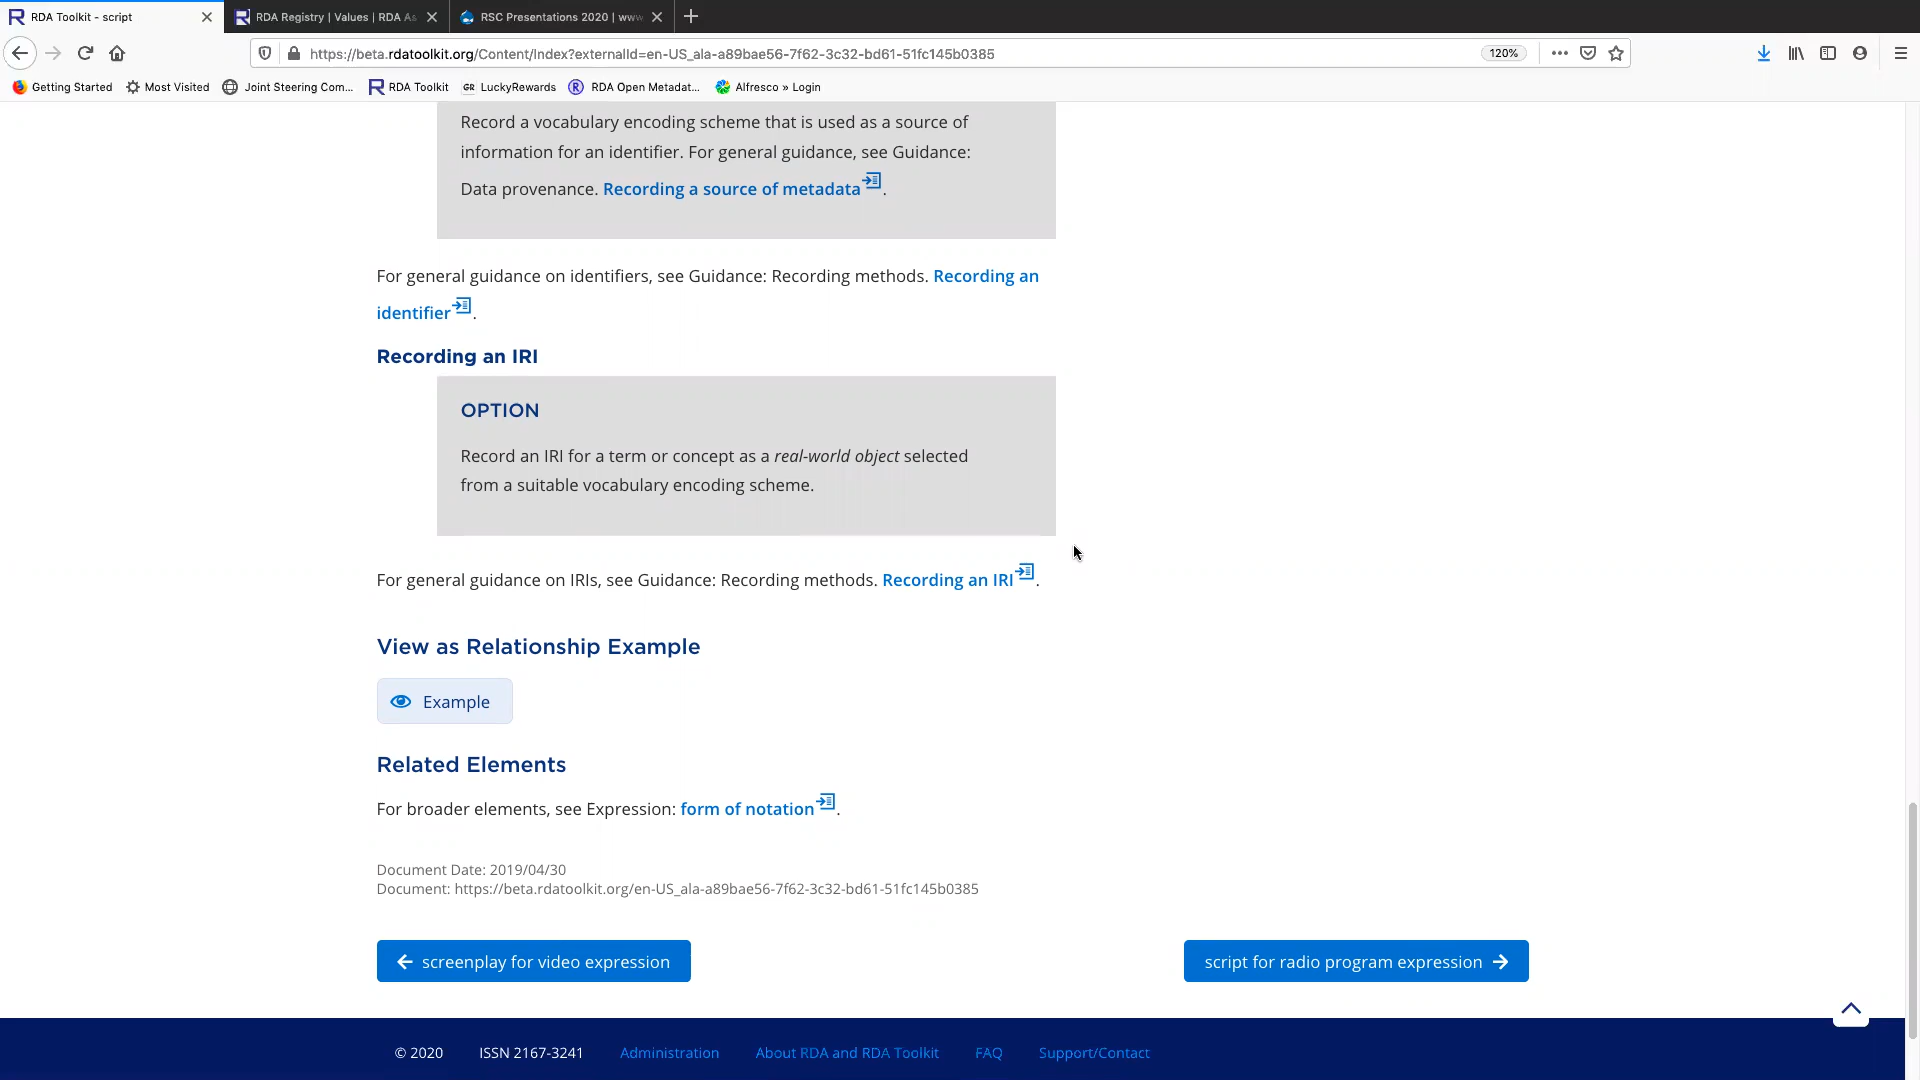 RDA Toolkit - script
RDA Registry | Values | RDA As
RSC Presentations 2020 | www
https://beta.rdatoolkit.org/Content/Index?externalId=en-US_ala-a89bae56-7f62-3c32-bd61-51fc145b0385
120%
Getting Started
Most Visited
Joint Steering Com...
RDA Toolkit
GR LuckyRewards
RDA Open Metadat...
Alfresco » Login
Record a vocabulary encoding scheme that is used as a source of
information for an identifier. For general guidance, see Guidance:
Data provenance. Recording a source of metadata.
For general guidance on identifiers, see Guidance: Recording methods. Recording an
identifier.
Recording an IRI
OPTION
Record an IRI for a term or concept as a real-world object selected
from a suitable vocabulary encoding scheme.
For general guidance on IRIs, see Guidance: Recording methods. Recording an IRI.
View as Relationship Example
Example
Related Elements
For broader elements, see Expression: form of notation.
Document Date: 2019/04/30
Document: https://beta.rdatoolkit.org/en-US_ala-a89bae56-7f62-3c32-bd61-51fc145b0385
screenplay for video expression
script for radio program expression
© 2020
ISSN 2167-3241
Administration
About RDA and RDA Toolkit
FAQ
Support/Contact